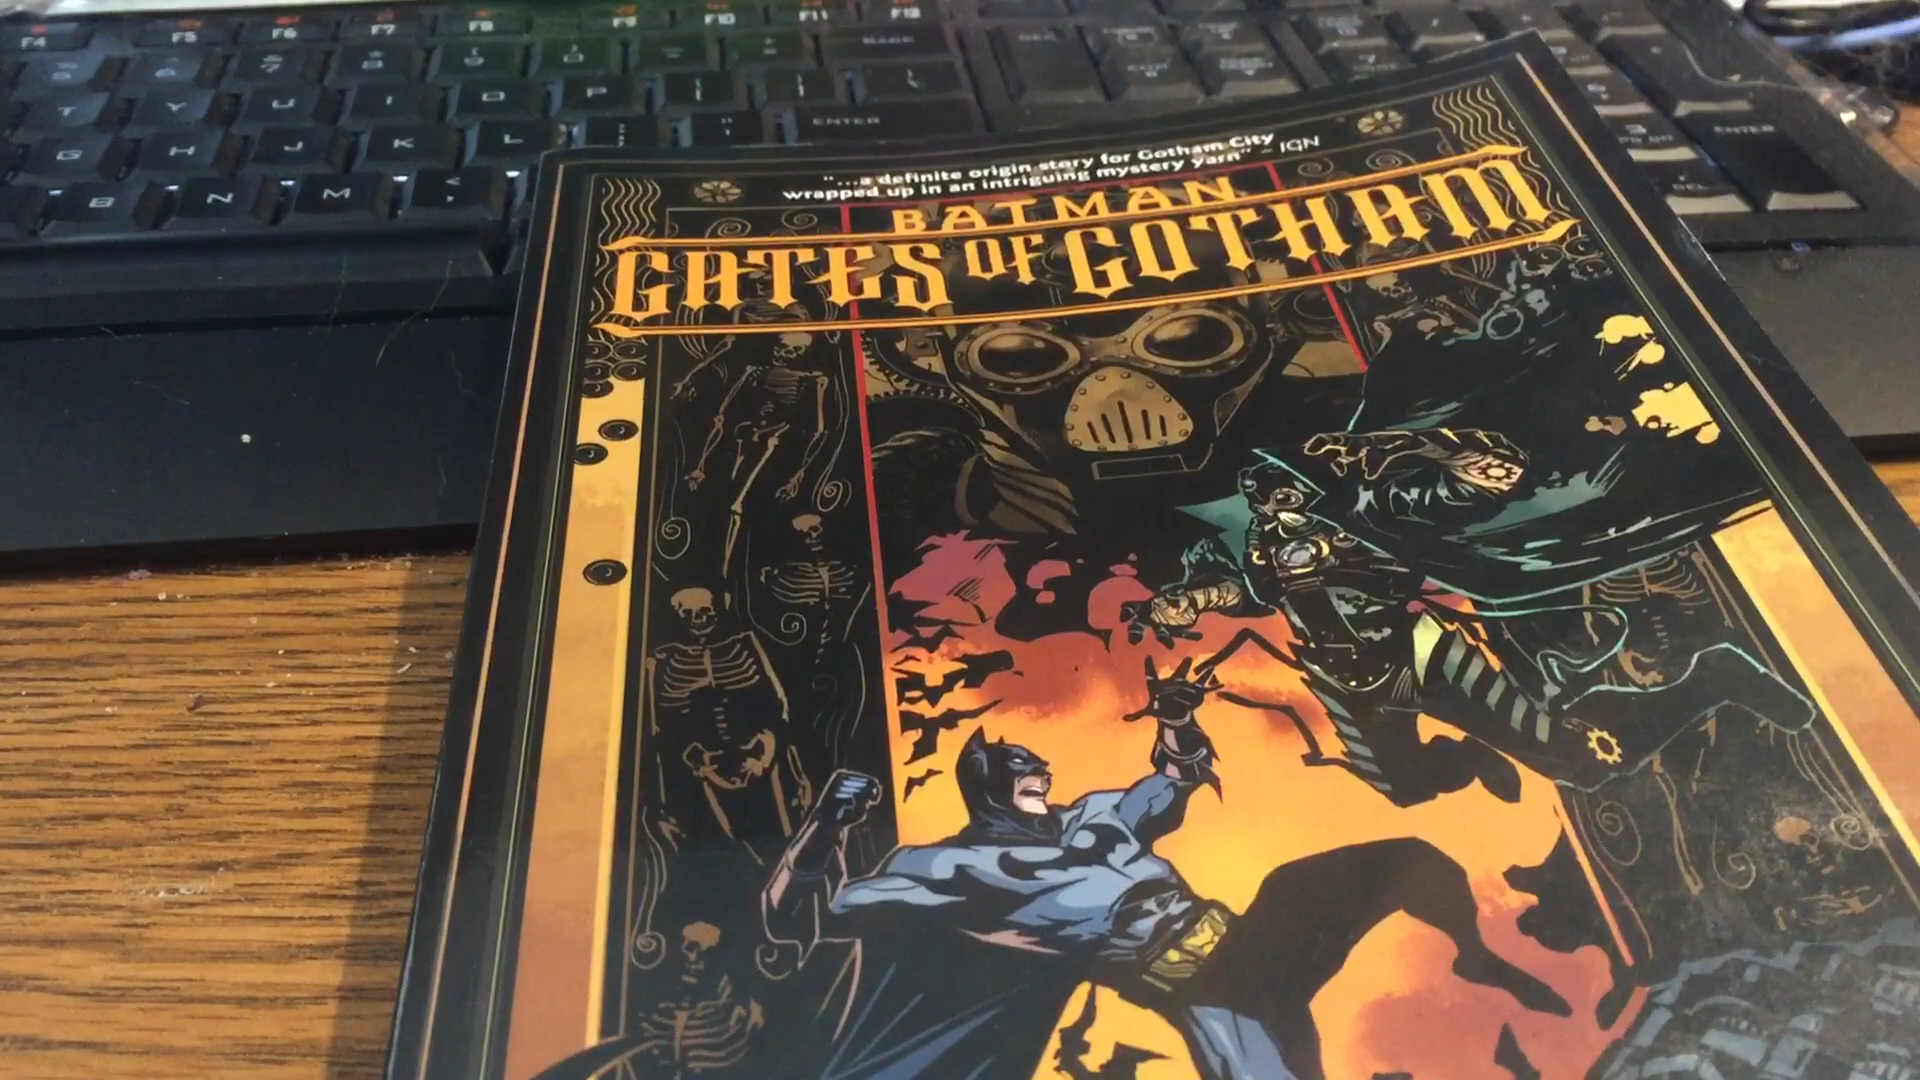 F4 F5 F6 F7 F8 F9 F10 F11 F12
T Y U I O P
G H J K L ENTER
B N M
ENTER
DEL
"...a definite origin story for Gotham City
wrapped up in an intriguing mystery yarn" - IGN
BATMAN
GATES OF GOTHAM